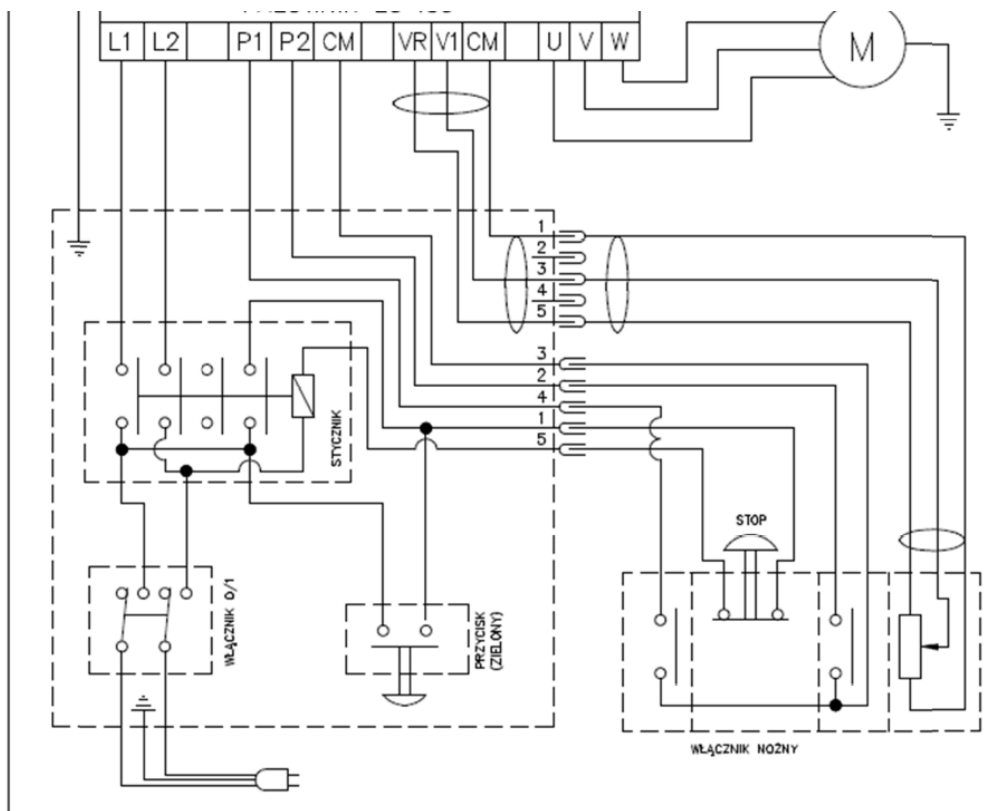 L1 L2 P1 P2 CM VR V1 CM U V W
M
1
2
3
4
5
3
2
4
1
5
STYCZNIK
STOP
WŁĄCZNIK 0/1
PRZYCISK
(ZIELONY)
WŁĄCZNIK NOŻNY